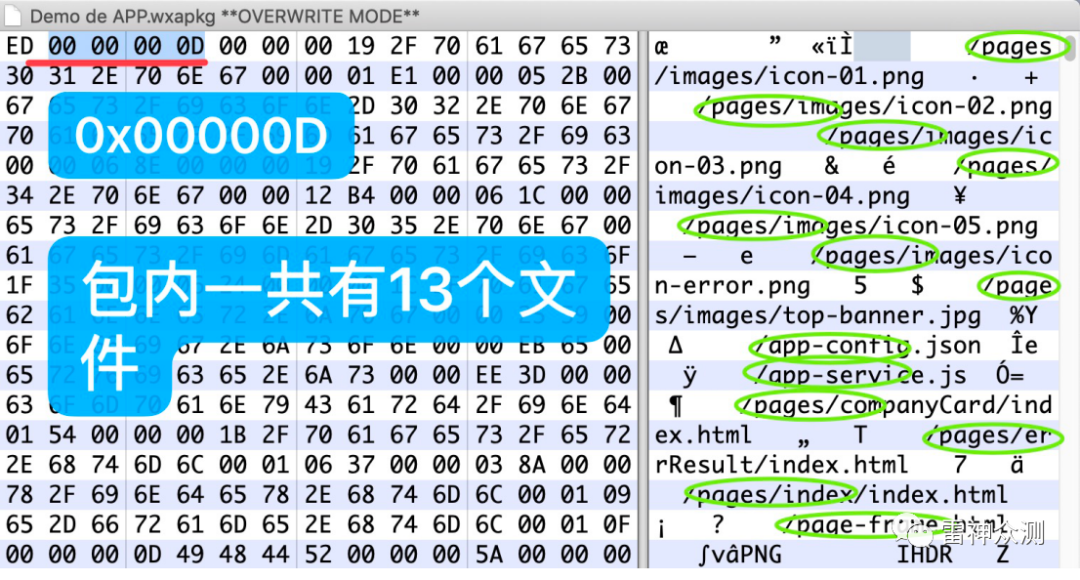 Demo de APP.wxapkg **OVERWRITE MODE**
ED 00 00 00 0D 00 00 00 19 2F 70 61 67 65 73 œ ” «ïÌ /pages
30 31 2E 70 6E 67 00 00 01 E1 00 00 05 2B 00 /images/icon-01.png · +
67 65 73 2F 69 63 6F 6E 2D 30 32 2E 70 6E 67 /pages/images/icon-02.png
70 61 67 65 73 2F 69 63 /pages/images/ic
00 00 06 8E 00 00 00 19 2F 70 61 67 65 73 2F on-03.png & é /pages/
34 2E 70 6E 67 00 00 12 B4 00 00 06 1C 00 00 images/icon-04.png ¥
65 73 2F 69 63 6F 6E 2D 30 35 2E 70 6E 67 00 /pages/images/icon-05.png
61 6F – e /pages/images/ico
1F 65 n-error.png 5 $ /page
62 s/images/top-banner.jpg %Y
6F 67 2E 6A 73 6F 6E 00 00 EB 65 00 ∆ /app-config.json Îe
65 63 65 2E 6A 73 00 00 EE 3D 00 00 ÿ /app-service.js Ó=
63 61 6E 79 43 61 72 64 2F 69 6E 64 ¶ /pages/companyCard/ind
01 54 00 00 00 1B 2F 70 61 67 65 73 2F 65 72 ex.html „ T /pages/er
2E 68 74 6D 6C 00 01 06 37 00 00 03 8A 00 00 rResult/index.html 7 ä
78 2F 69 6E 64 65 78 2E 68 74 6D 6C 00 01 09 /pages/index/index.html
65 2D 66 72 61 6D 65 2E 68 74 6D 6C 00 01 0F ¡ ? /page-frame.html
00 00 00 0D 49 48 44 52 00 00 00 5A 00 00 00 ∫vâPNG IHDR Z
0x00000D
包内一共有13个文
件
雷神众测